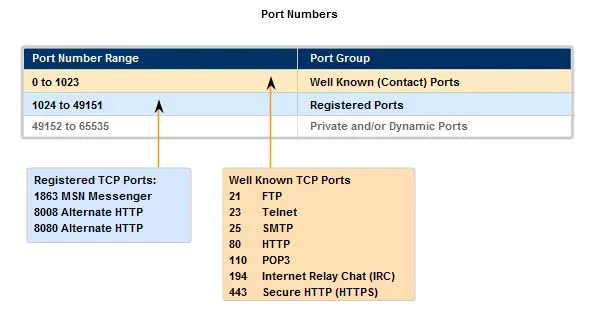 Port Numbers
Port Number Range Port Group
0 to 1023 Well Known (Contact) Ports
1024 to 49151 Registered Ports
49152 to 65535 Private and/or Dynamic Ports
Registered TCP Ports:
1863 MSN Messenger
8008 Alternate HTTP
8080 Alternate HTTP
Well Known TCP Ports
21 FTP
23 Telnet
25 SMTP
80 HTTP
110 POP3
194 Internet Relay Chat (IRC)
443 Secure HTTP (HTTPS)